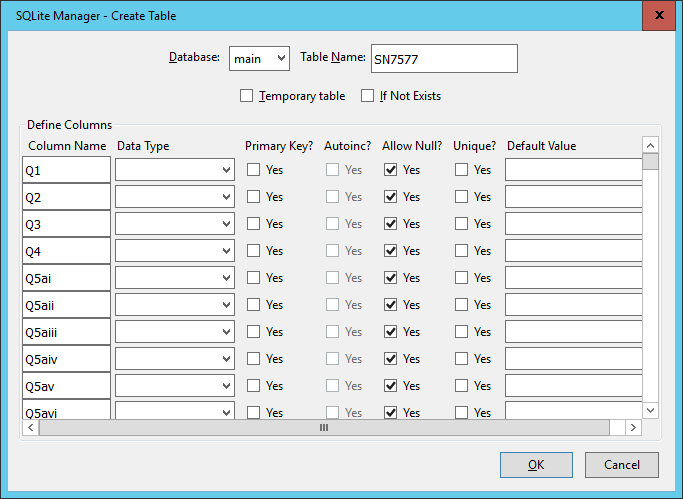 SQLite Manager - Create Table
Database: main Table Name: SN7577
Temporary table If Not Exists
Define Columns
Column Name Data Type Primary Key? Autoinc? Allow Null? Unique? Default Value
Q1 Yes Yes Yes Yes
Q2 Yes Yes Yes Yes
Q3 Yes Yes Yes Yes
Q4 Yes Yes Yes Yes
Q5ai Yes Yes Yes Yes
Q5aii Yes Yes Yes Yes
Q5aiii Yes Yes Yes Yes
Q5aiv Yes Yes Yes Yes
Q5av Yes Yes Yes Yes
Q5avi Yes Yes Yes Yes
OK Cancel